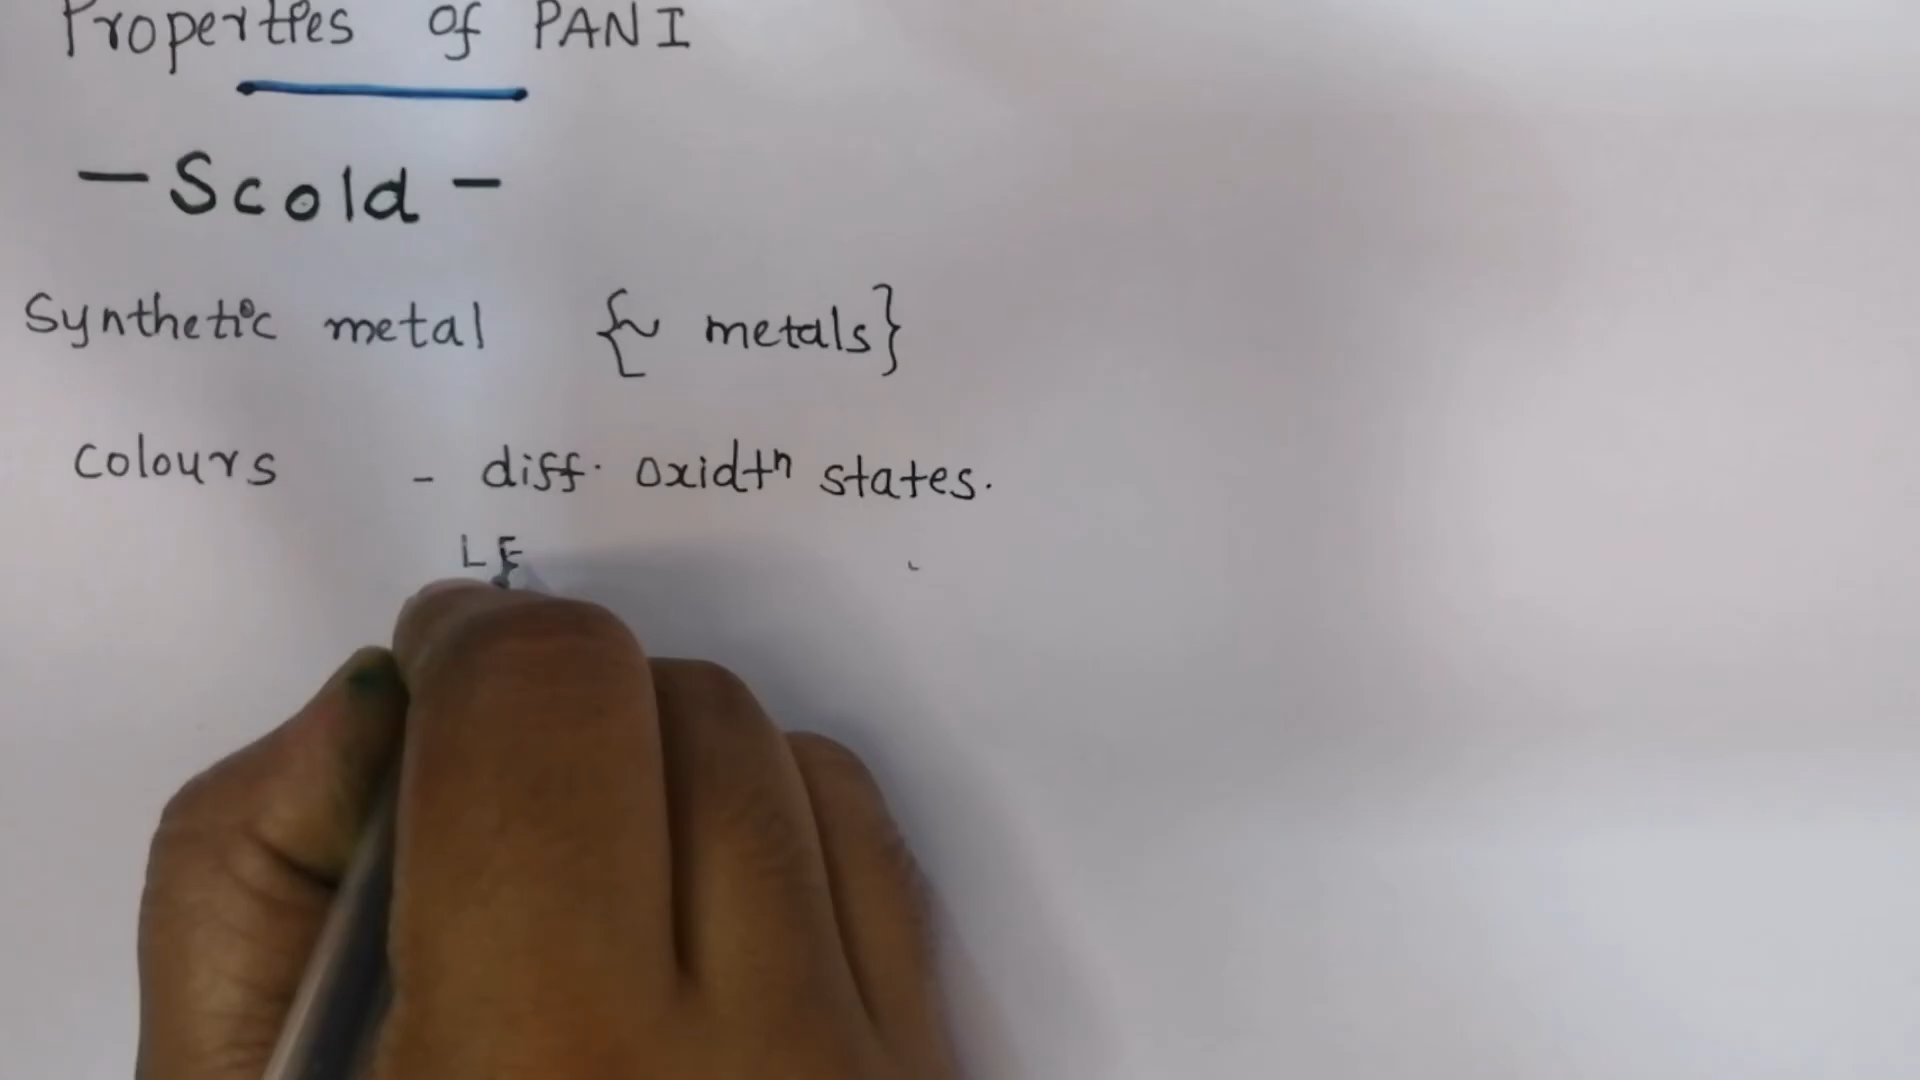 Properties of PANI
- Scold -
Synthetic metal {~ metals}
Colours - diff. oxidtⁿ states.
LE